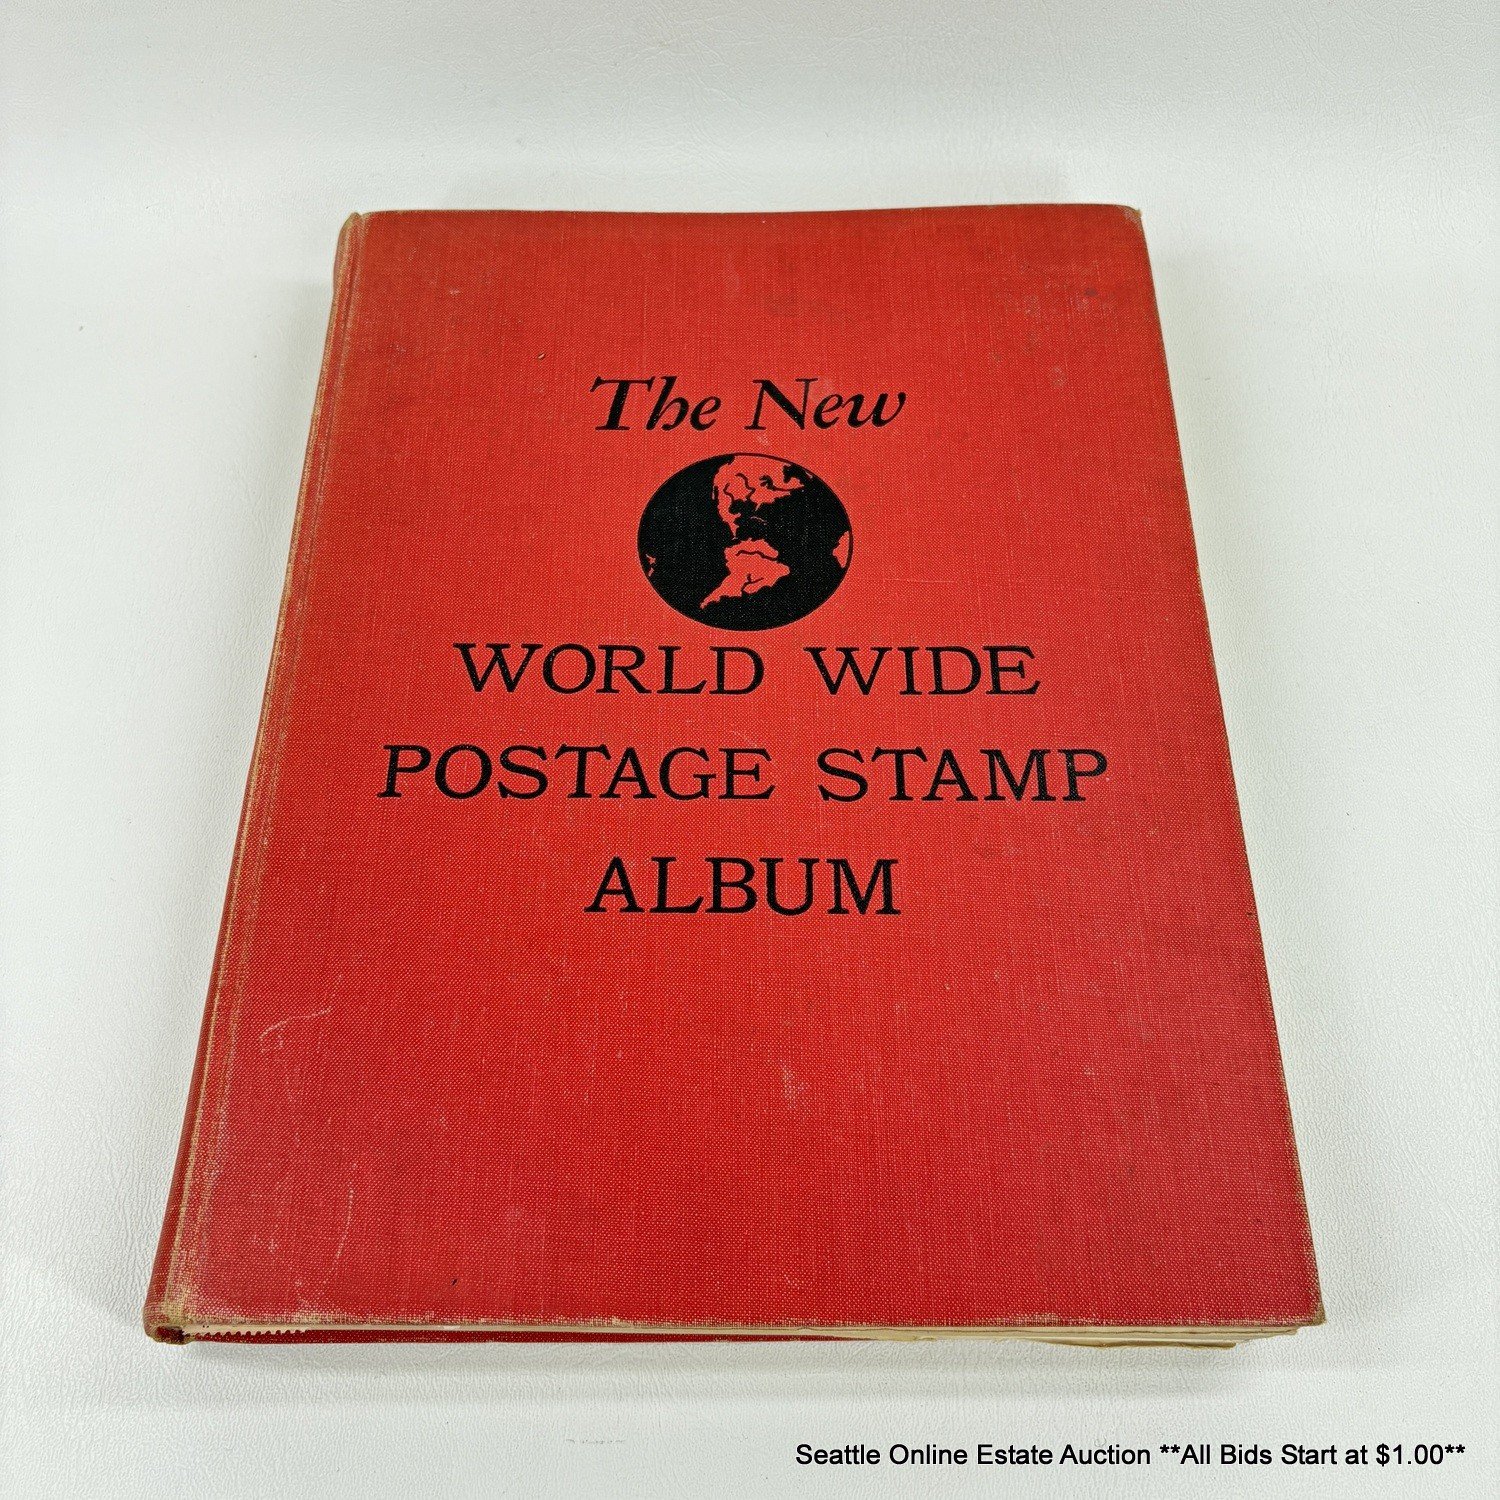 The New
WORLD WIDE
POSTAGE STAMP
ALBUM
Seattle Online Estate Auction **All Bids Start at $1.00**